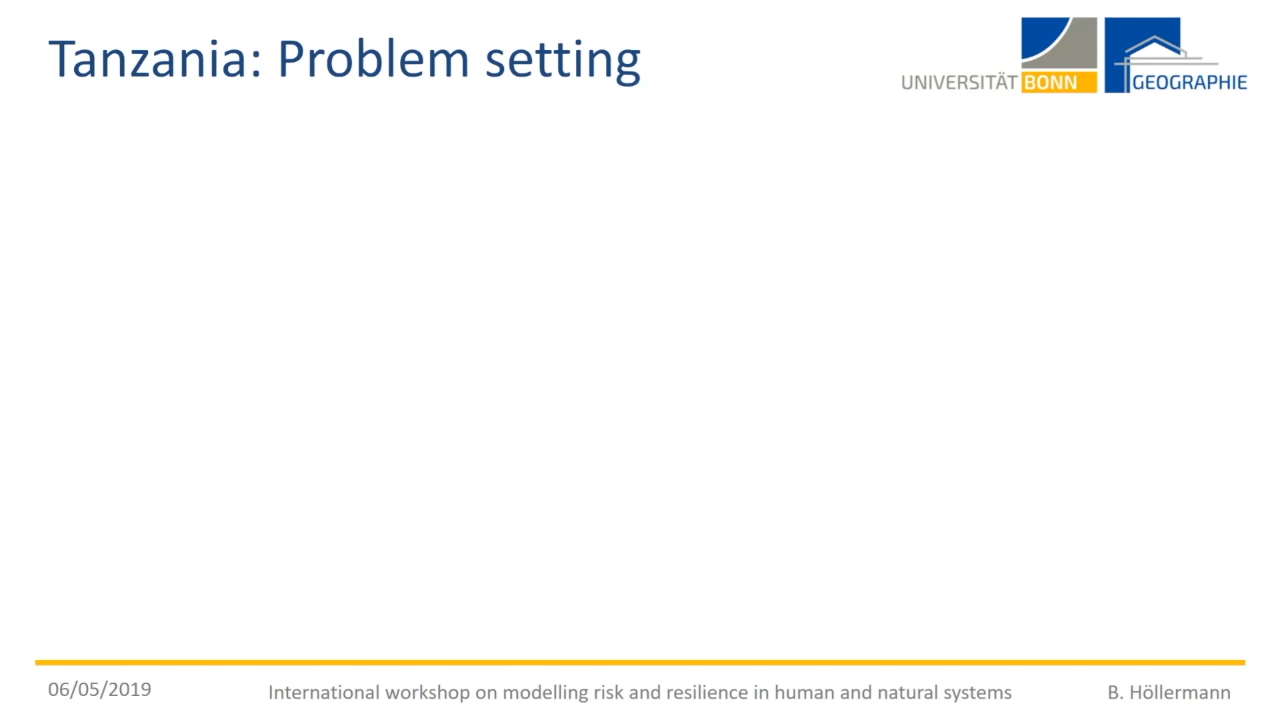 Tanzania: Problem setting
UNIVERSITÄT BONN
GEOGRAPHIE
06/05/2019
International workshop on modelling risk and resilience in human and natural systems
B. Höllermann